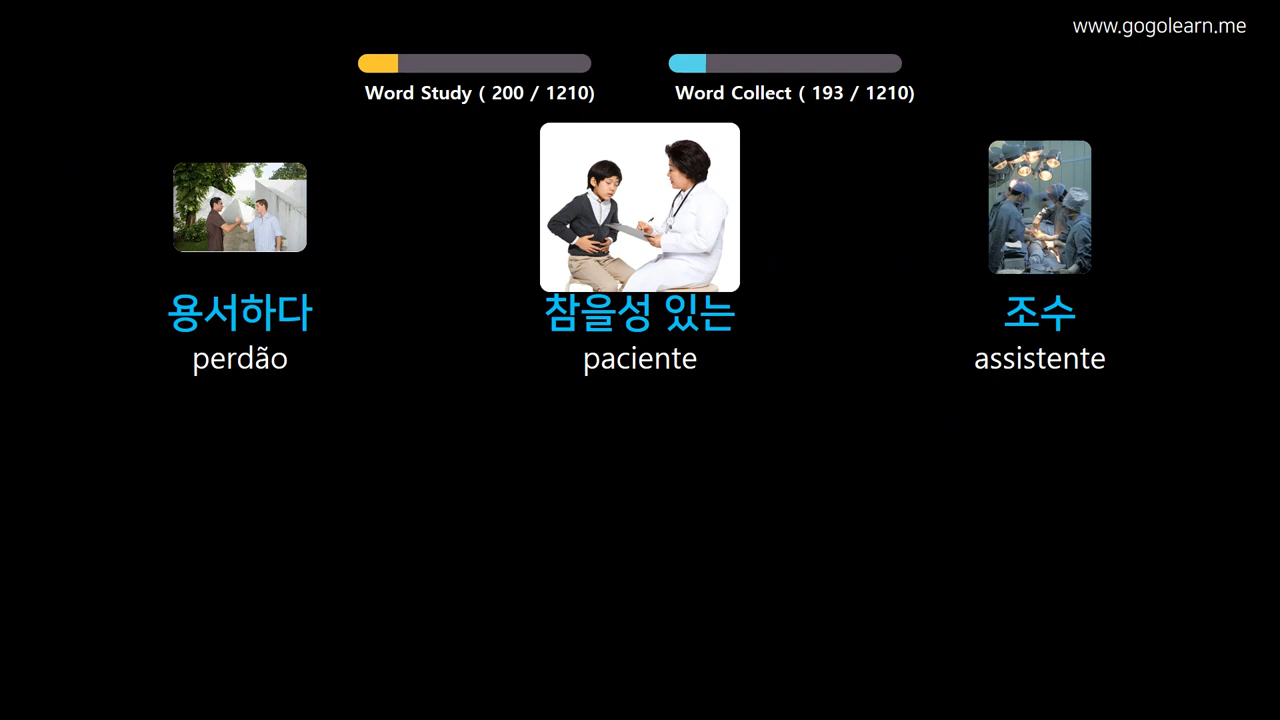 www.gogolearn.me
Word Study ( 200 / 1210)
Word Collect ( 193 / 1210)
용서하다
perdão
참을성 있는
paciente
조수
assistente